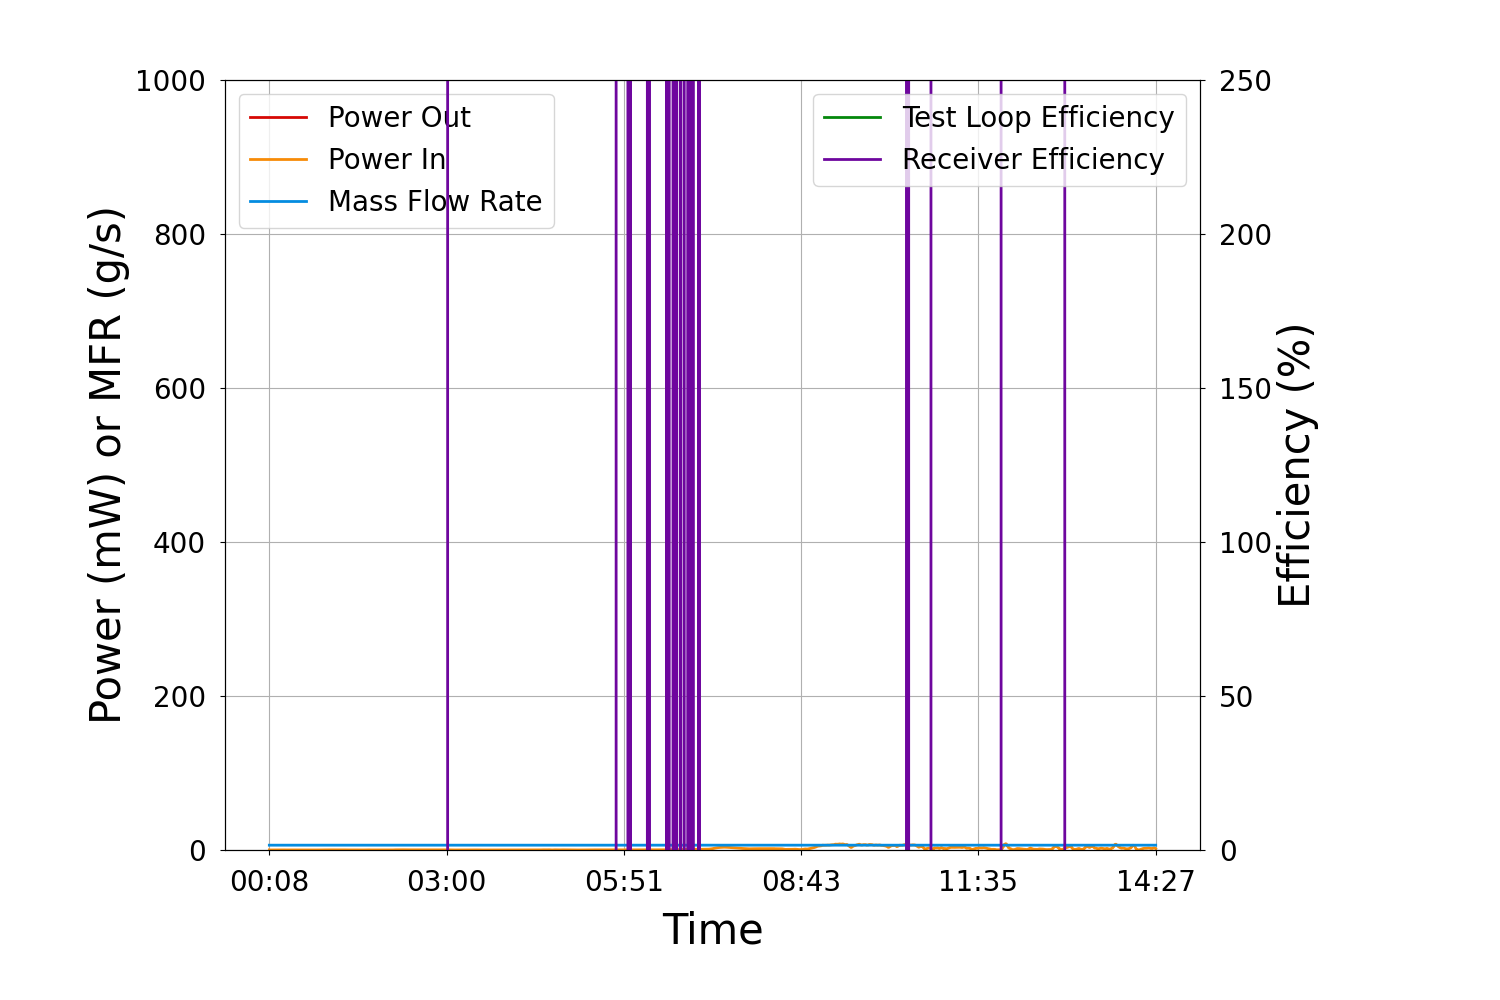 1000
800
600
400
200
0
Power (mW) or MFR (g/s)
Power Out
Power In
Mass Flow Rate
Test Loop Efficiency
Receiver Efficiency
250
200
150
100
50
0
Efficiency (%)
00:08 03:00 05:51 08:43 11:35 14:27
Time